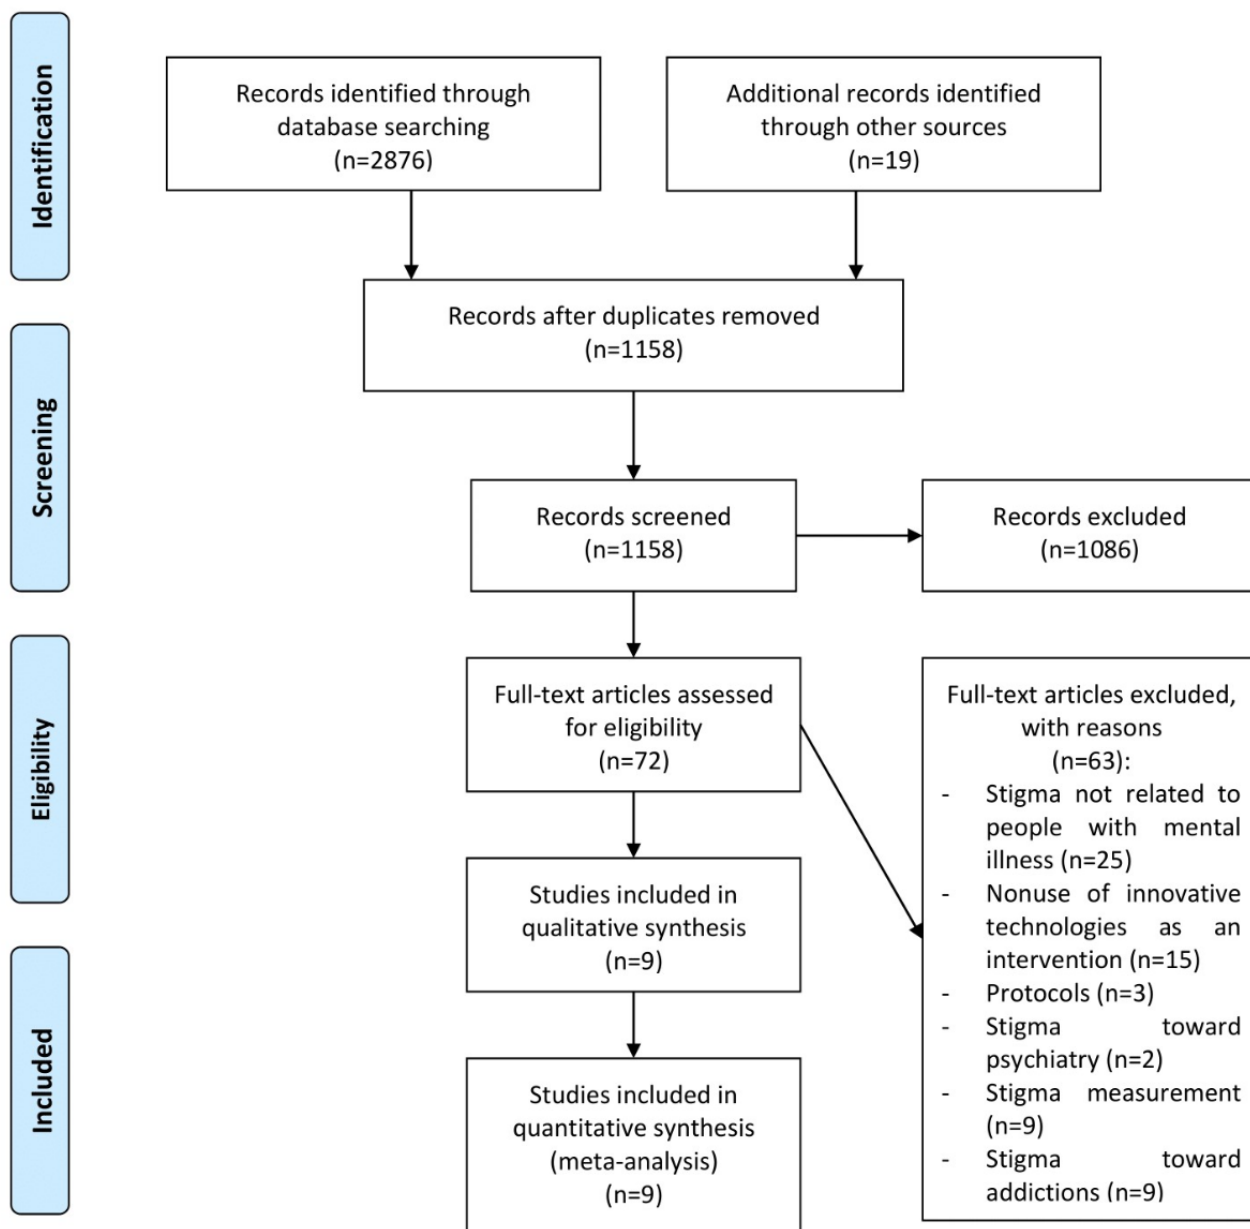 Identification
Records identified through
database searching
(n=2876)
Additional records identified
through other sources
(n=19)
Records after duplicates removed
(n=1158)
Screening
Records screened
(n=1158)
Records excluded
(n=1086)
Eligibility
Full-text articles assessed
for eligibility
(n=72)
Full-text articles excluded,
with reasons
(n=63):
- Stigma not related to
people with mental
illness (n=25)
- Nonuse of innovative
technologies as an
intervention (n=15)
- Protocols (n=3)
- Stigma toward
psychiatry (n=2)
- Stigma measurement
(n=9)
- Stigma toward
addictions (n=9)
Studies included in
qualitative synthesis
(n=9)
Included
Studies included in
quantitative synthesis
(meta-analysis)
(n=9)